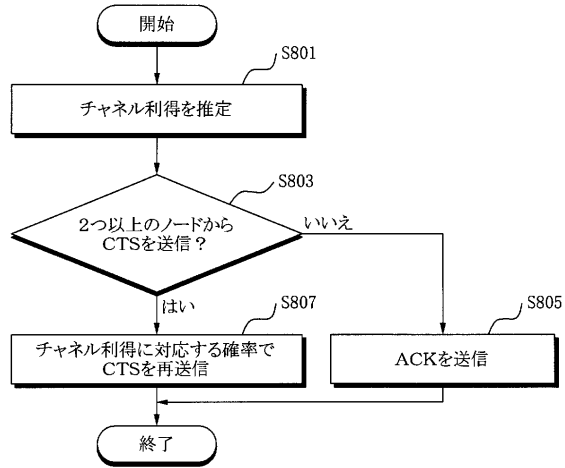 開始
S801
チャネル利得を推定
S803
2つ以上のノードから
CTSを送信？
いいえ
はい
S807
チャネル利得に対応する確率で
CTSを再送信
S805
ACKを送信
終了